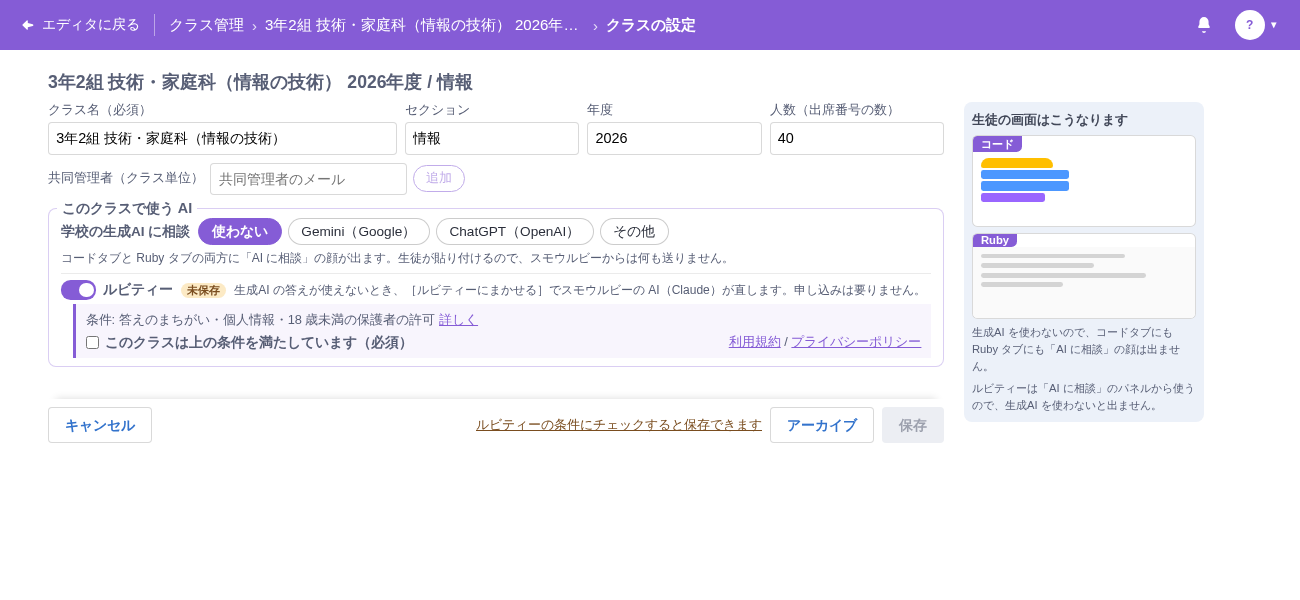 エディタに戻る
クラス管理 › 3年2組 技術・家庭科（情報の技術） 2026年… › クラスの設定
?
3年2組 技術・家庭科（情報の技術） 2026年度 / 情報
クラス名（必須） セクション 年度 人数（出席番号の数）
3年2組 技術・家庭科（情報の技術） 情報 2026 40
共同管理者（クラス単位） 共同管理者のメール 追加
このクラスで使う AI
学校の生成AI に相談 使わない Gemini（Google） ChatGPT（OpenAI） その他
コードタブと Ruby タブの両方に「AI に相談」の顔が出ます。生徒が貼り付けるので、スモウルビーからは何も送りません。
ルビティー 未保存 生成AI の答えが使えないとき、［ルビティーにまかせる］でスモウルビーの AI（Claude）が直します。申し込みは要りません。
条件: 答えのまちがい・個人情報・18 歳未満の保護者の許可 詳しく
このクラスは上の条件を満たしています（必須） 利用規約 / プライバシーポリシー
キャンセル ルビティーの条件にチェックすると保存できます アーカイブ 保存
生徒の画面はこうなります
コード
Ruby
生成AI を使わないので、コードタブにも
Ruby タブにも「AI に相談」の顔は出ませ
ん。
ルビティーは「AI に相談」のパネルから使う
ので、生成AI を使わないと出ません。